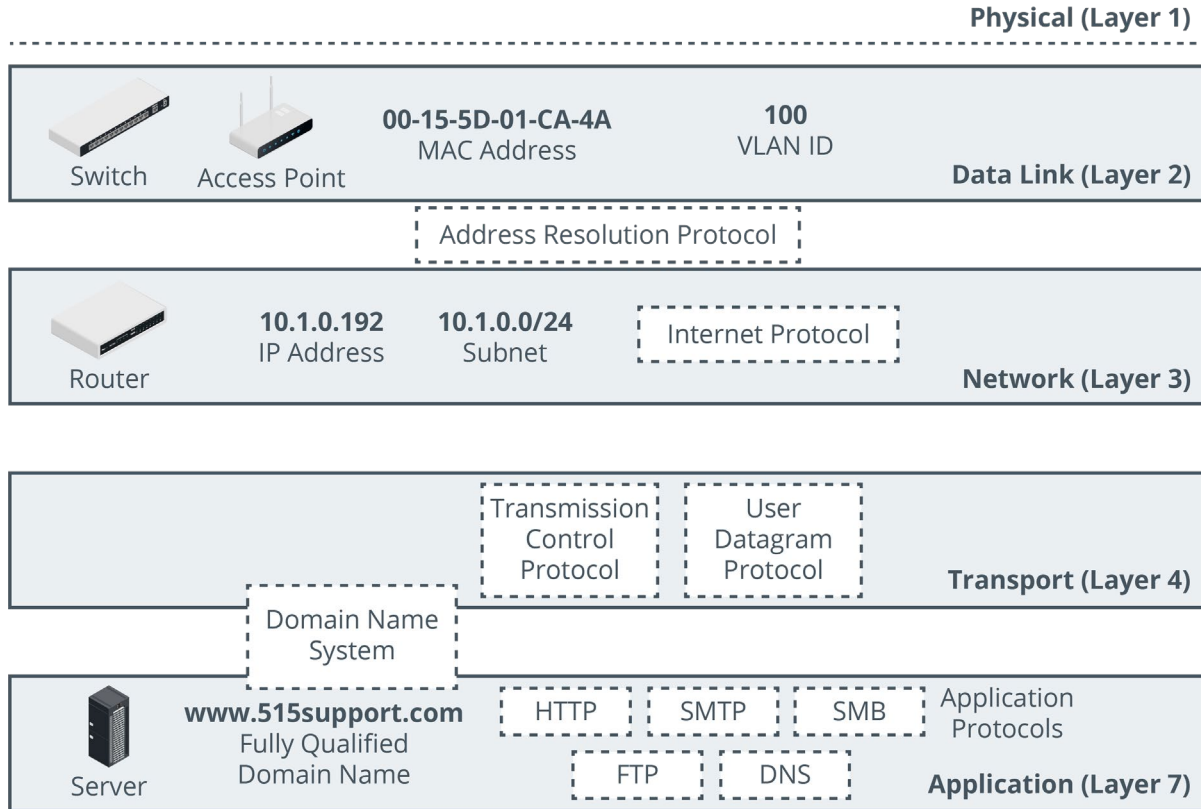 Physical (Layer 1)
Switch
Access Point
00-15-5D-01-CA-4A
MAC Address
100
VLAN ID
Data Link (Layer 2)
Address Resolution Protocol
Router
10.1.0.192
IP Address
10.1.0.0/24
Subnet
Internet Protocol
Network (Layer 3)
Transmission
Control
Protocol
User
Datagram
Protocol
Transport (Layer 4)
Domain Name
System
Server
www.515support.com
Fully Qualified
Domain Name
HTTP
SMTP
SMB
Application
Protocols
FTP
DNS
Application (Layer 7)